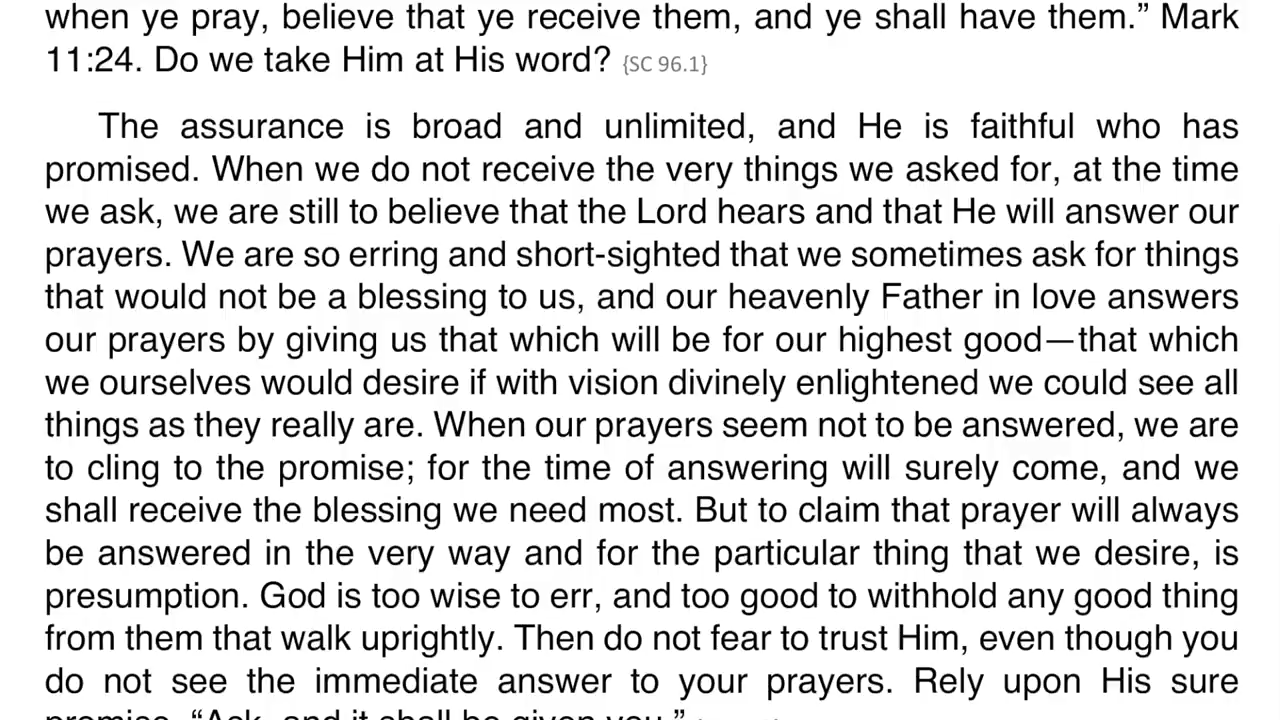 when ye pray, believe that ye receive them, and ye shall have them.” Mark
11:24. Do we take Him at His word? {SC 96.1}
The assurance is broad and unlimited, and He is faithful who has
promised. When we do not receive the very things we asked for, at the time
we ask, we are still to believe that the Lord hears and that He will answer our
prayers. We are so erring and short-sighted that we sometimes ask for things
that would not be a blessing to us, and our heavenly Father in love answers
our prayers by giving us that which will be for our highest good—that which
we ourselves would desire if with vision divinely enlightened we could see all
things as they really are. When our prayers seem not to be answered, we are
to cling to the promise; for the time of answering will surely come, and we
shall receive the blessing we need most. But to claim that prayer will always
be answered in the very way and for the particular thing that we desire, is
presumption. God is too wise to err, and too good to withhold any good thing
from them that walk uprightly. Then do not fear to trust Him, even though you
do not see the immediate answer to your prayers. Rely upon His sure
promise, “Ask, and it shall be given you.”